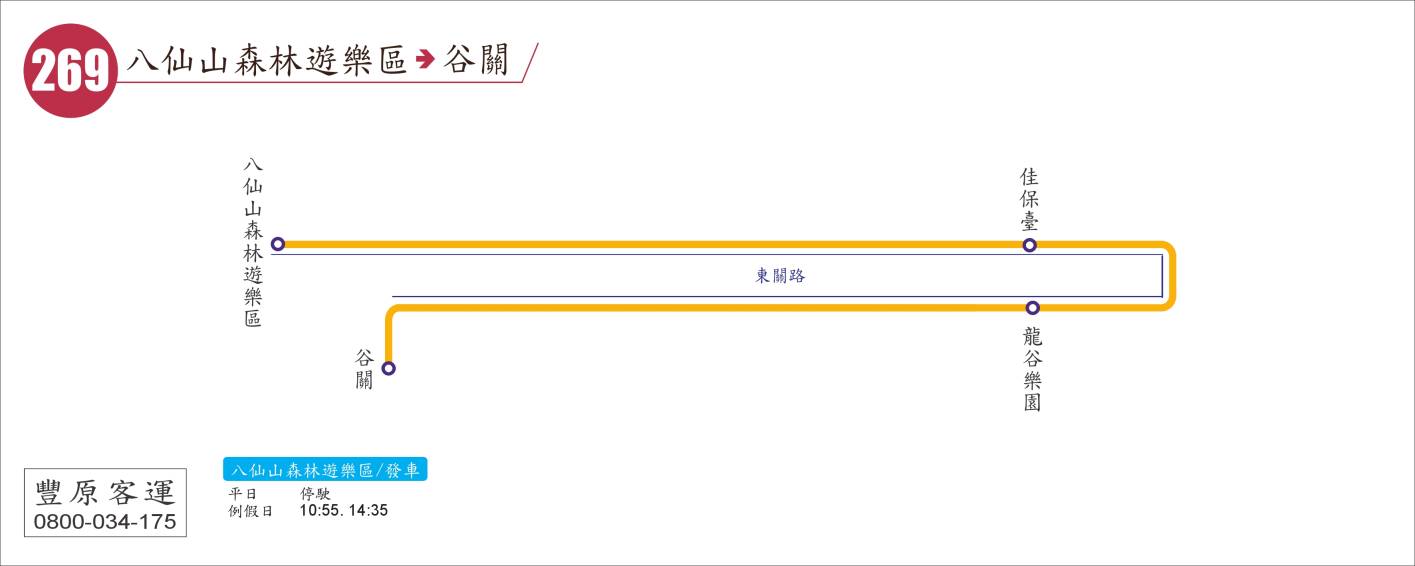 269 八仙山森林遊樂區➔谷關
八仙山森林遊樂區
佳保臺
東關路
龍谷樂園
谷關
八仙山森林遊樂區/發車
平日 停駛
例假日 10:55. 14:35
豐原客運
0800-034-175